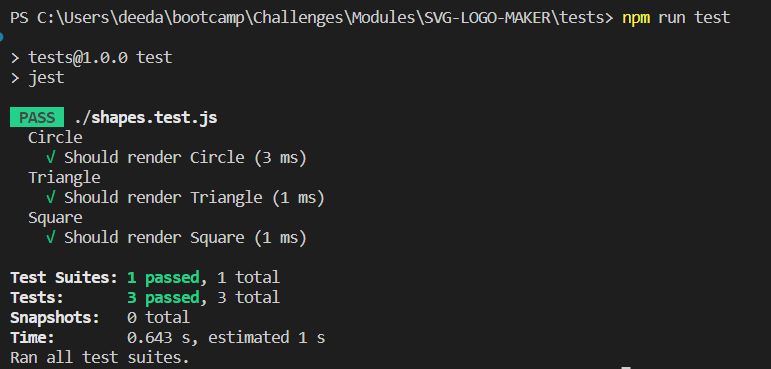 PS C:\Users\deeda\bootcamp\Challenges\Modules\SVG-LOGO-MAKER\tests> npm run test
> tests@1.0.0 test
> jest
PASS ./shapes.test.js
Circle
√ Should render Circle (3 ms)
Triangle
√ Should render Triangle (1 ms)
Square
√ Should render Square (1 ms)
Test Suites: 1 passed, 1 total
Tests: 3 passed, 3 total
Snapshots: 0 total
Time: 0.643 s, estimated 1 s
Ran all test suites.